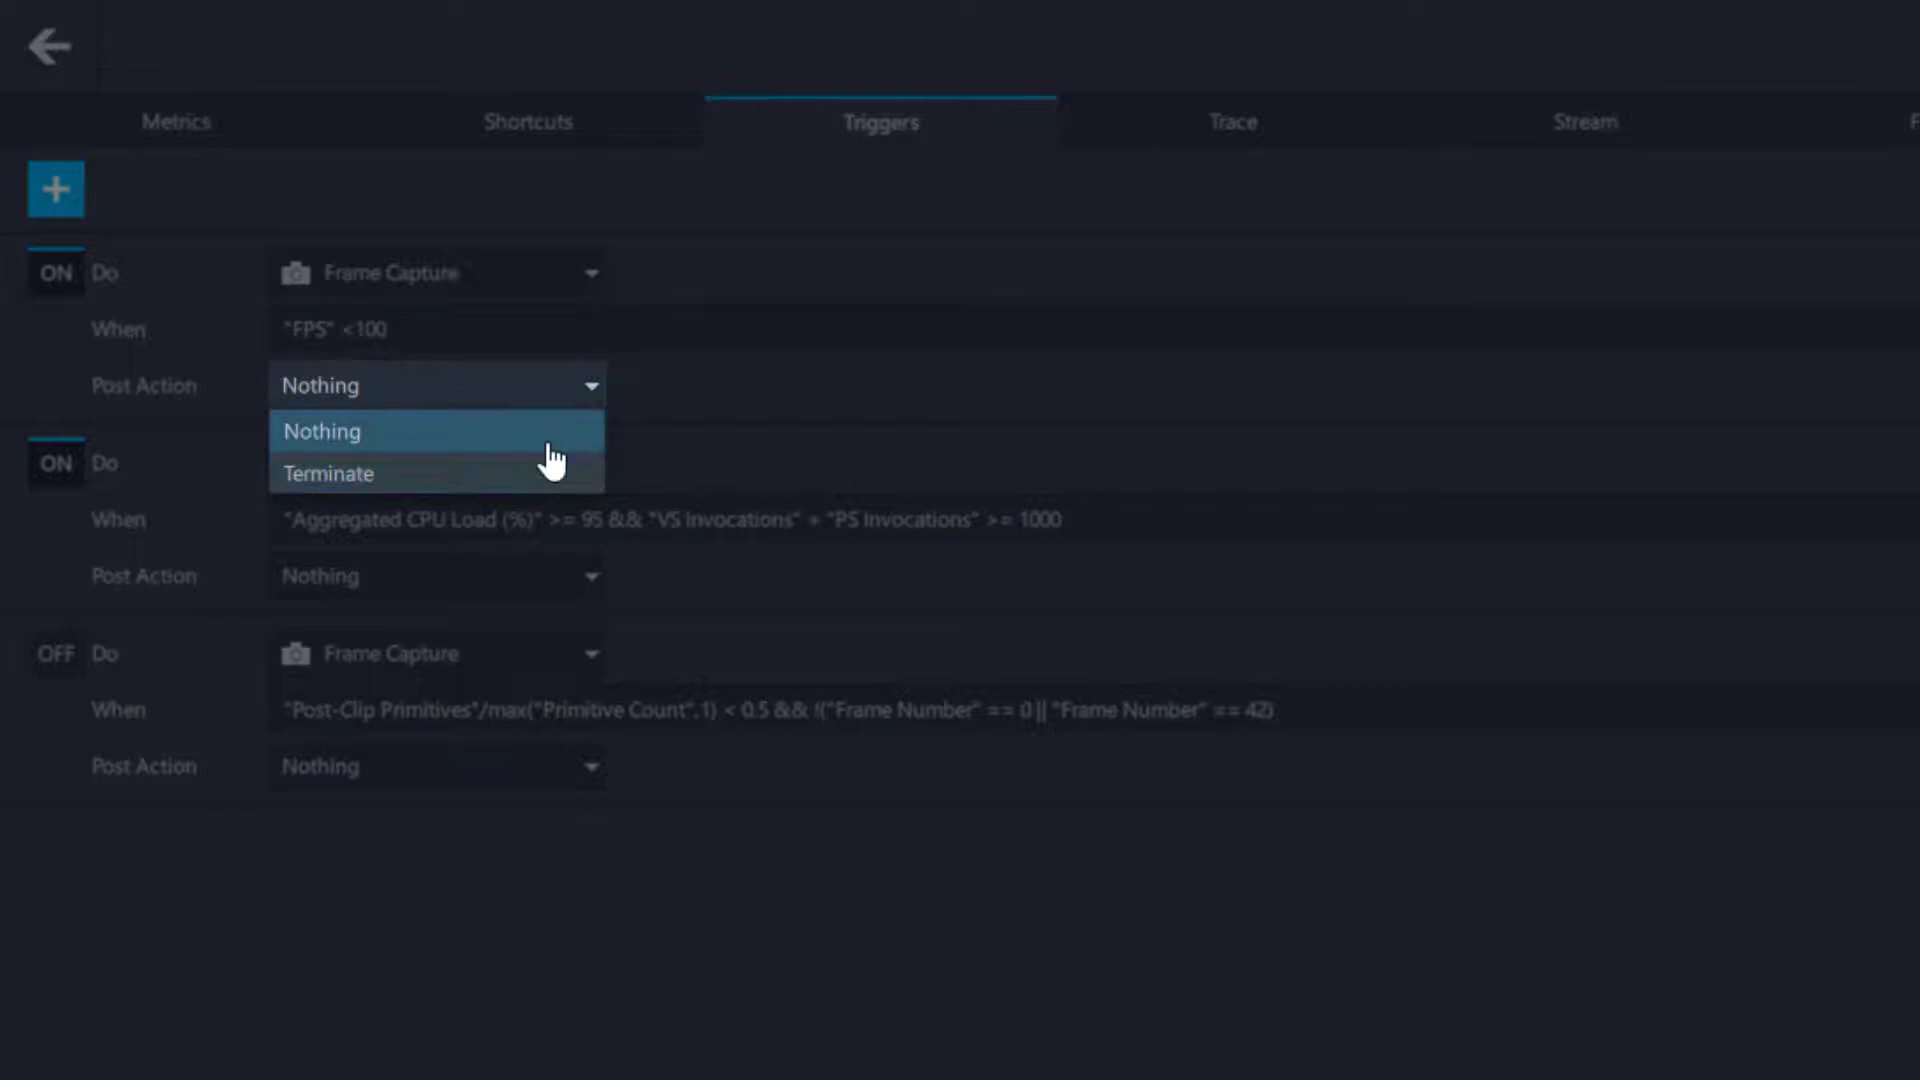 Metrics Shortcuts Triggers Trace Stream F
+
ON Do Frame Capture
When "FPS" <100
Post Action Nothing
Nothing
ON Do
Terminate
When "Aggregated CPU Load (%)" >= 95 && "VS Invocations" + "PS Invocations" >= 1000
Post Action Nothing
OFF Do Frame Capture
When "Post-Clip Primitives"/max("Primitive Count",1) < 0.5 && !("Frame Number" == 0 || "Frame Number" == 42)
Post Action Nothing